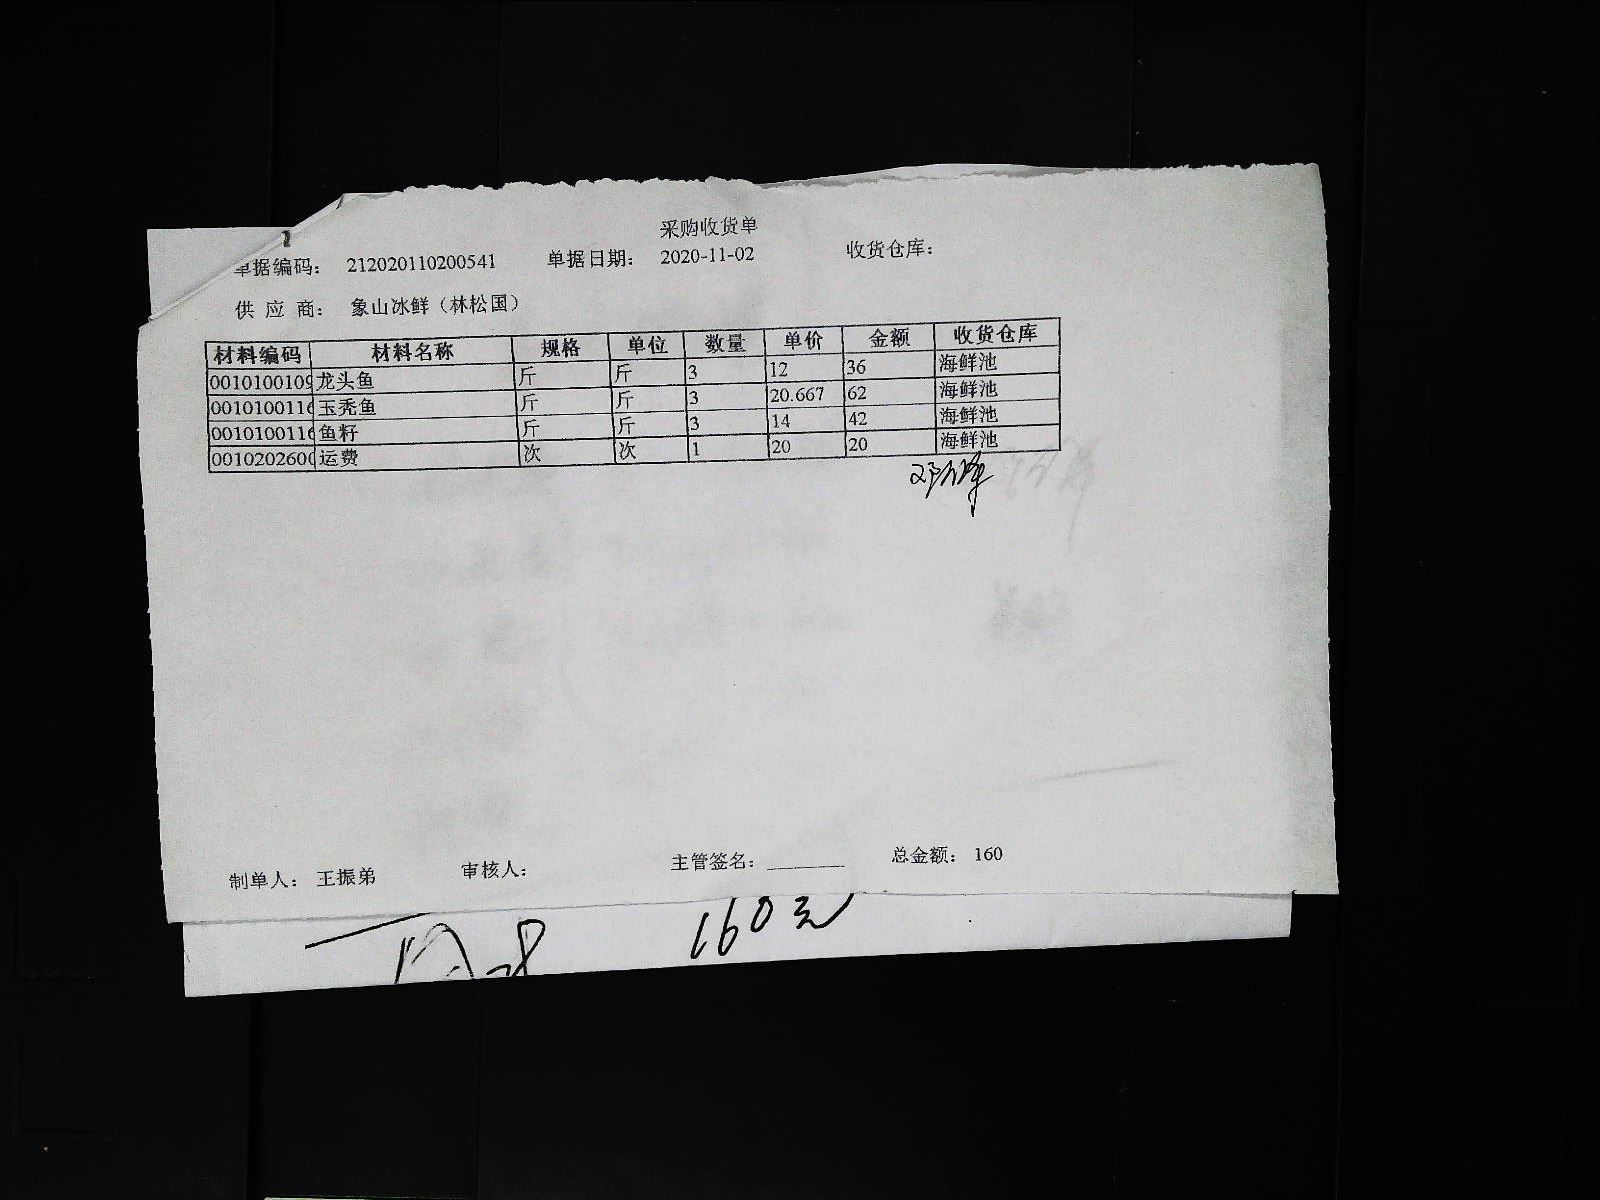 采购收货单
单据编码： 212020110200541 单据日期： 2020-11-02 收货仓库：
供 应 商： 象山冰鲜（林松国）
材料编码 材料名称 规格 单位 数量 单价 金额 收货仓库
0010100109 龙头鱼 斤 斤 3 12 36 海鲜池
001010011 玉秃鱼 斤 斤 3 20.667 62 海鲜池
001010011 鱼籽 斤 斤 3 14 42 海鲜池
001020260 运费 次 次 1 20 20 海鲜池
制单人： 王振弟 审核人： 主管签名：________ 总金额： 160
160元